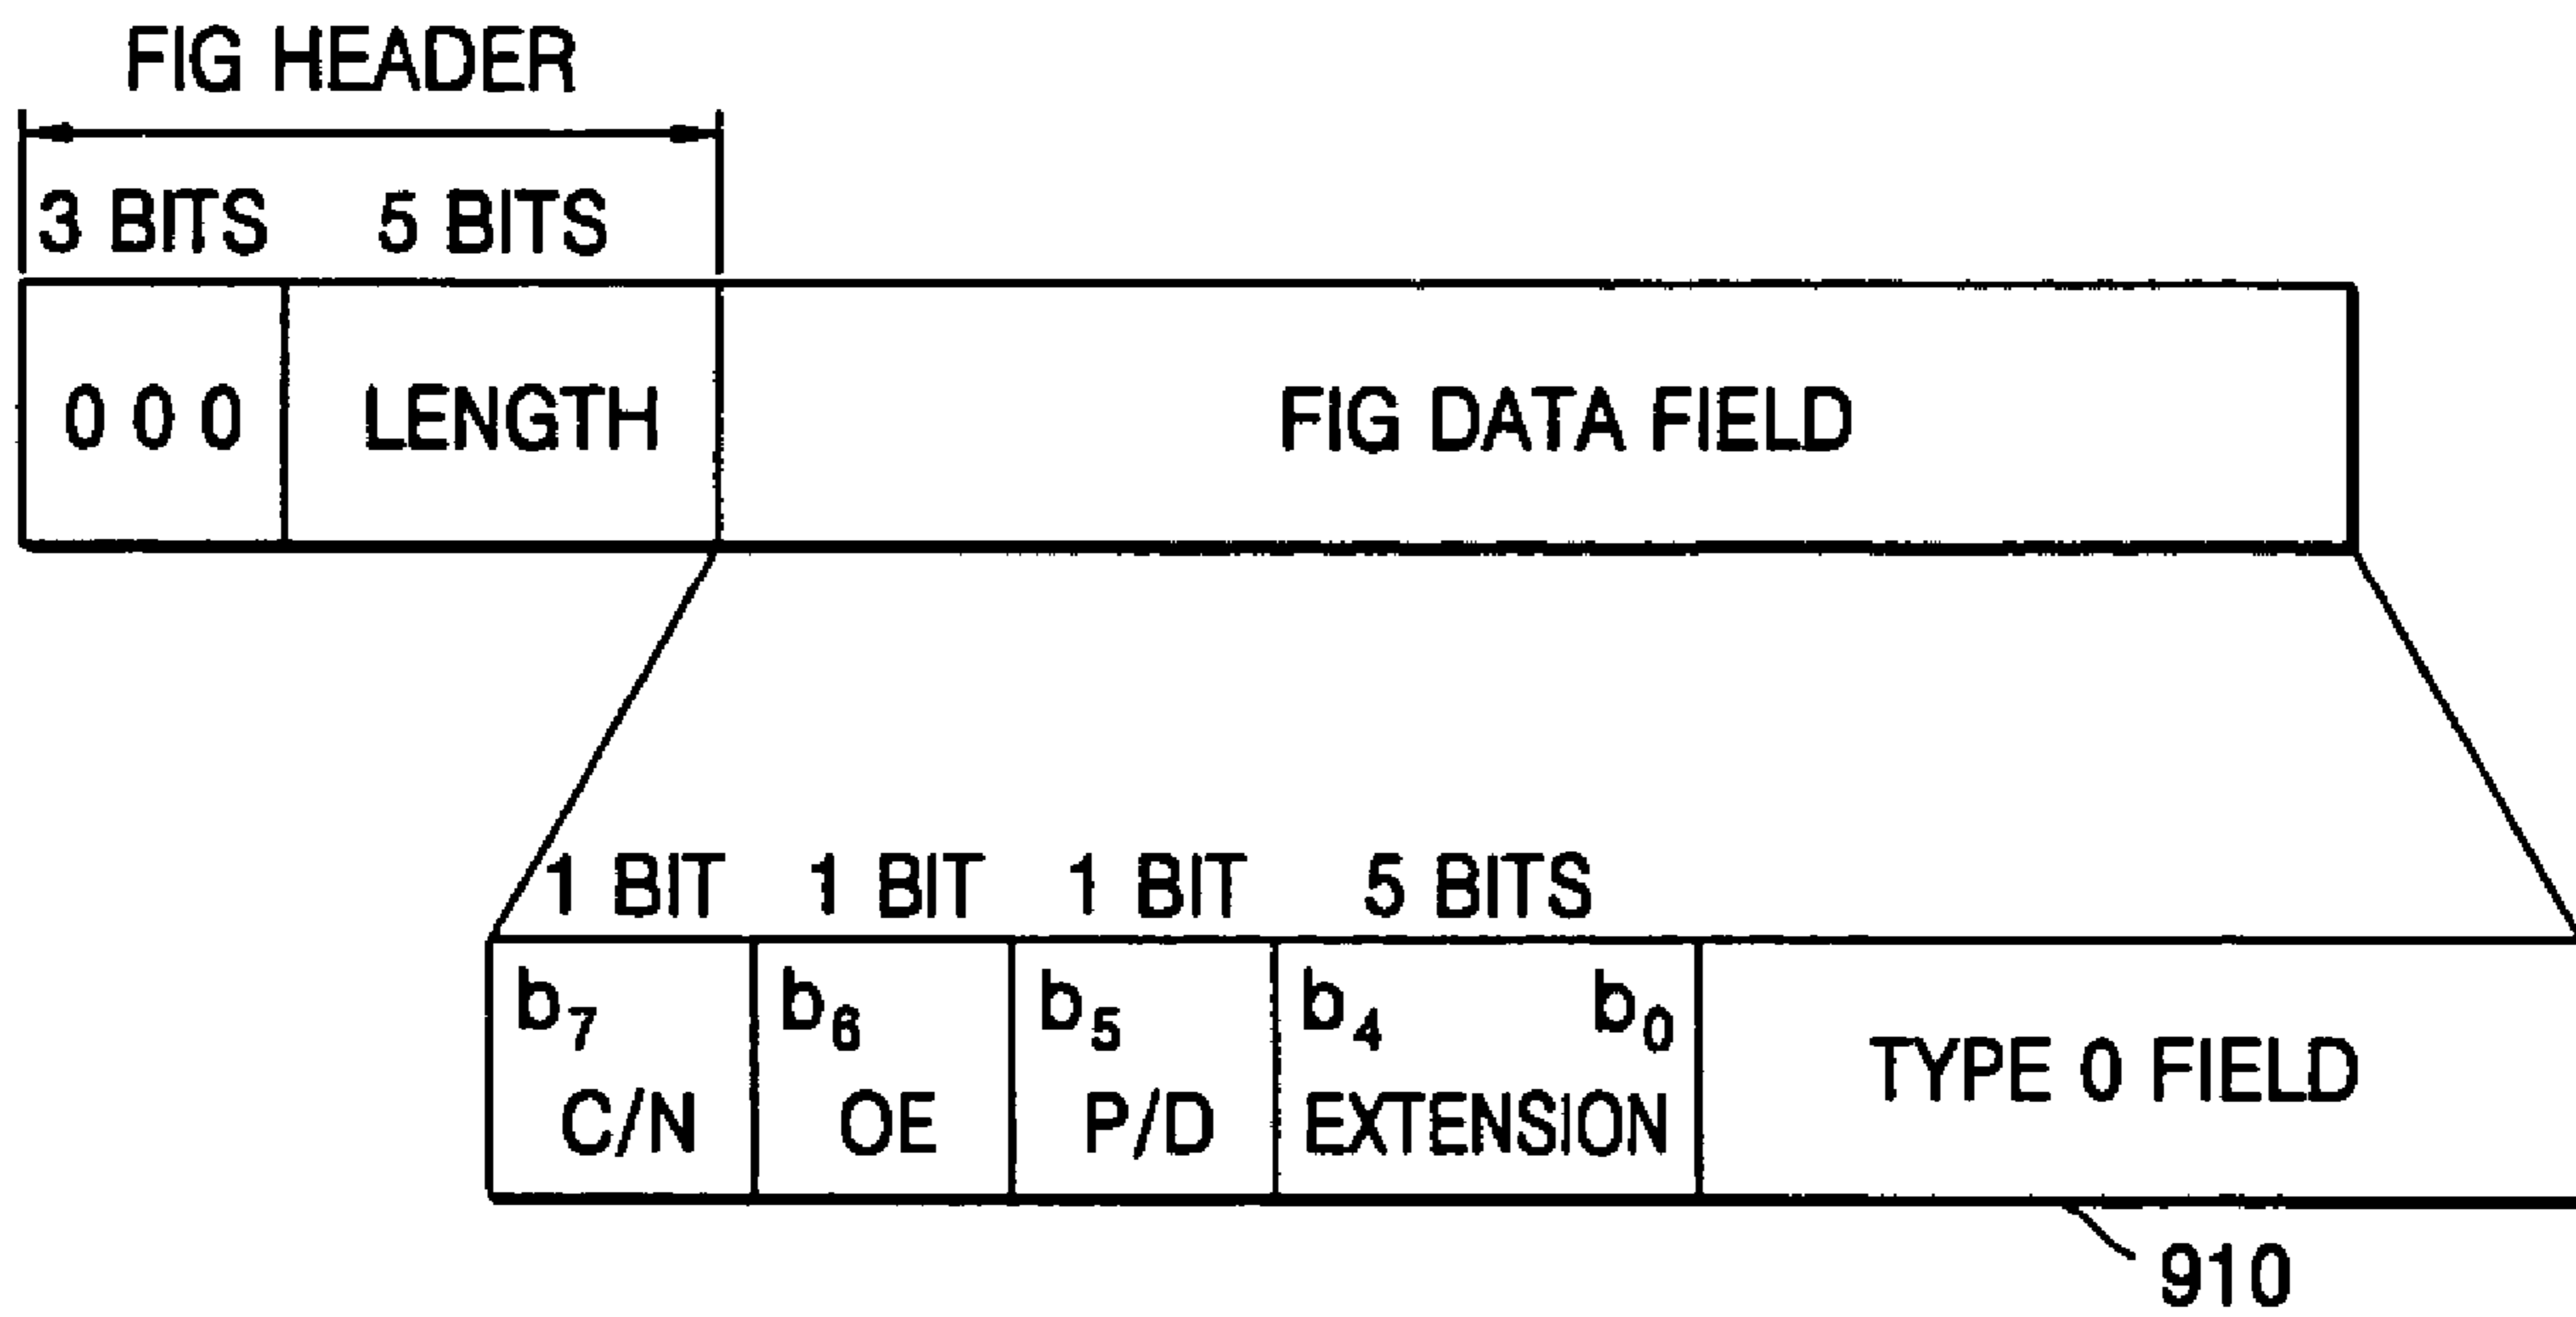 FIG HEADER
3 BITS 5 BITS
0 0 0 LENGTH FIG DATA FIELD
1 BIT 1 BIT 1 BIT 5 BITS
b7 b6 b5 b4 b0
C/N OE P/D EXTENSION TYPE 0 FIELD
910